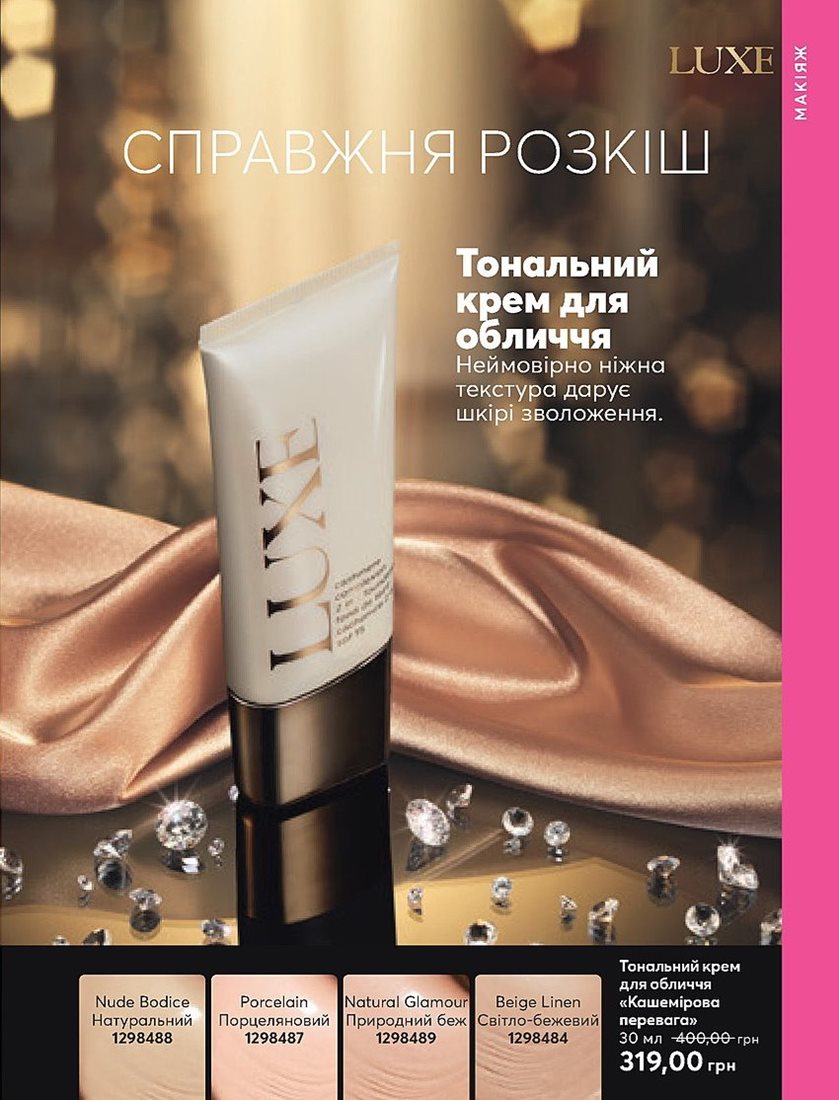 LUXE
МАКІЯЖ
СПРАВЖНЯ РОЗКІШ
Тональний
крем для
обличчя
Неймовірно ніжна
текстура дарує
шкірі зволоження.
LUXE
Nude Bodice
Натуральний
1298488
Porcelain
Порцеляновий
1298487
Natural Glamour
Природний беж
1298489
Beige Linen
Світло-бежевий
1298484
Тональний крем
для обличчя
«Кашемірова
перевага»
30 мл 400,00 грн
319,00 грн